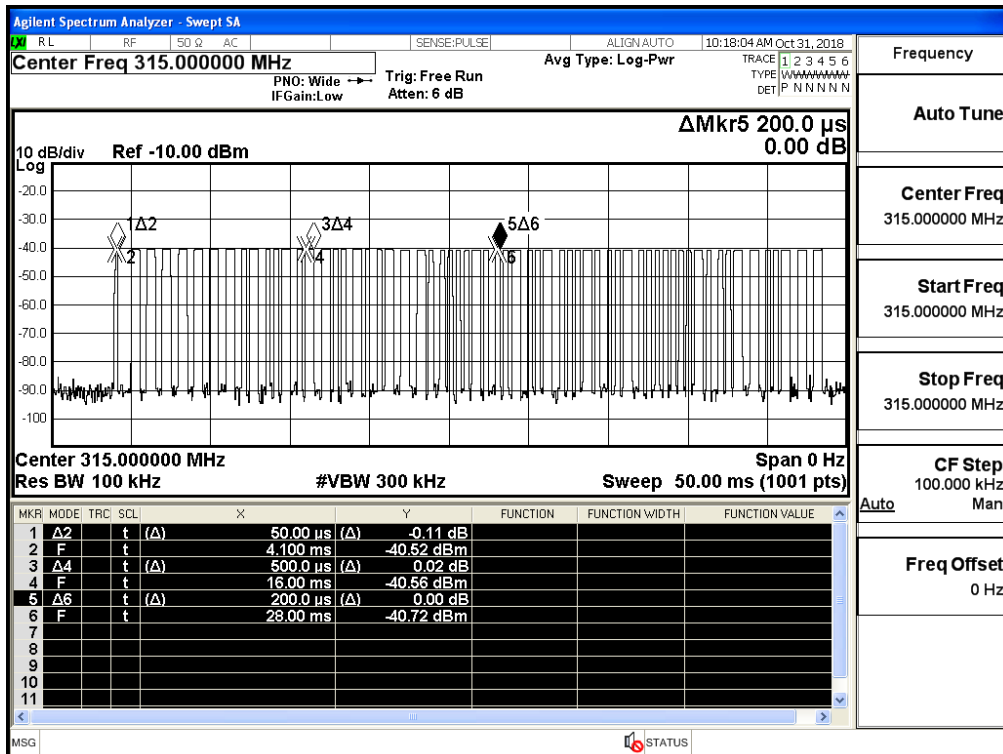 Agilent Spectrum Analyzer - Swept SA
LXI RL RF 50 Ω AC SENSE:PULSE ALIGN AUTO 10:18:04 AM Oct 31, 2018
Center Freq 315.000000 MHz
Avg Type: Log-Pwr
TRACE 1 2 3 4 5 6
PNO: Wide
Trig: Free Run
TYPE WWWWWW
IFGain:Low
Atten: 6 dB
DET P N N N N N
ΔMkr5 200.0 µs
0.00 dB
10 dB/div Ref -10.00 dBm
Log
-20.0
-30.0
-40.0
-50.0
-60.0
-70.0
-80.0
-90.0
-100
1Δ2
2
3Δ4
4
5Δ6
6
Center 315.000000 MHz Span 0 Hz
Res BW 100 kHz #VBW 300 kHz Sweep 50.00 ms (1001 pts)
MKR MODE TRC SCL X Y FUNCTION FUNCTION WIDTH FUNCTION VALUE
1 Δ2 t (Δ) 50.00 µs (Δ) -0.11 dB
2 F t 4.100 ms -40.52 dBm
3 Δ4 t (Δ) 500.0 µs (Δ) 0.02 dB
4 F t 16.00 ms -40.56 dBm
5 Δ6 t (Δ) 200.0 µs (Δ) 0.00 dB
6 F t 28.00 ms -40.72 dBm
7
8
9
10
11
MSG STATUS
Frequency
Auto Tune
Center Freq
315.000000 MHz
Start Freq
315.000000 MHz
Stop Freq
315.000000 MHz
CF Step
100.000 kHz
Auto Man
Freq Offset
0 Hz